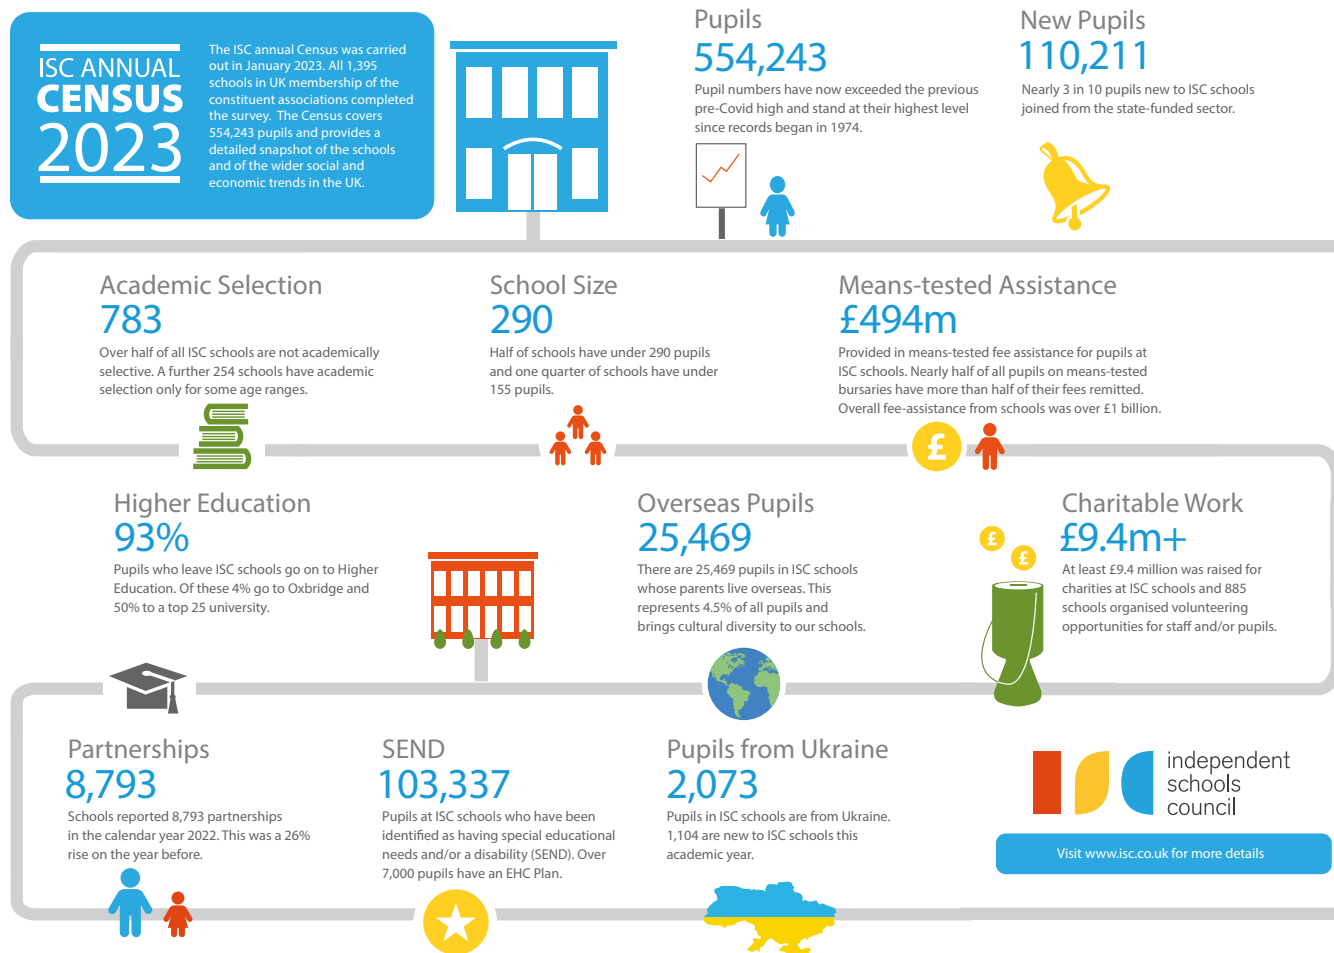 ISC ANNUAL
CENSUS
2023
The ISC annual Census was carried
out in January 2023. All 1,395
schools in UK membership of the
constituent associations completed
the survey. The Census covers
554,243 pupils and provides a
detailed snapshot of the schools
and of the wider social and
economic trends in the UK.
Pupils
554,243
Pupil numbers have now exceeded the previous
pre-Covid high and stand at their highest level
since records began in 1974.
New Pupils
110,211
Nearly 3 in 10 pupils new to ISC schools
joined from the state-funded sector.
Academic Selection
783
Over half of all ISC schools are not academically
selective. A further 254 schools have academic
selection only for some age ranges.
School Size
290
Half of schools have under 290 pupils
and one quarter of schools have under
155 pupils.
Means-tested Assistance
£494m
Provided in means-tested fee assistance for pupils at
ISC schools. Nearly half of all pupils on means-tested
bursaries have more than half of their fees remitted.
Overall fee-assistance from schools was over £1 billion.
£
Higher Education
93%
Pupils who leave ISC schools go on to Higher
Education. Of these 4% go to Oxbridge and
50% to a top 25 university.
Overseas Pupils
25,469
There are 25,469 pupils in ISC schools
whose parents live overseas. This
represents 4.5% of all pupils and
brings cultural diversity to our schools.
Charitable Work
£9.4m+
At least £9.4 million was raised for
charities at ISC schools and 885
schools organised volunteering
opportunities for staff and/or pupils.
£
£
Partnerships
8,793
Schools reported 8,793 partnerships
in the calendar year 2022. This was a 26%
rise on the year before.
SEND
103,337
Pupils at ISC schools who have been
identified as having special educational
needs and/or a disability (SEND). Over
7,000 pupils have an EHC Plan.
Pupils from Ukraine
2,073
Pupils in ISC schools are from Ukraine.
1,104 are new to ISC schools this
academic year.
independent
schools
council
Visit www.isc.co.uk for more details